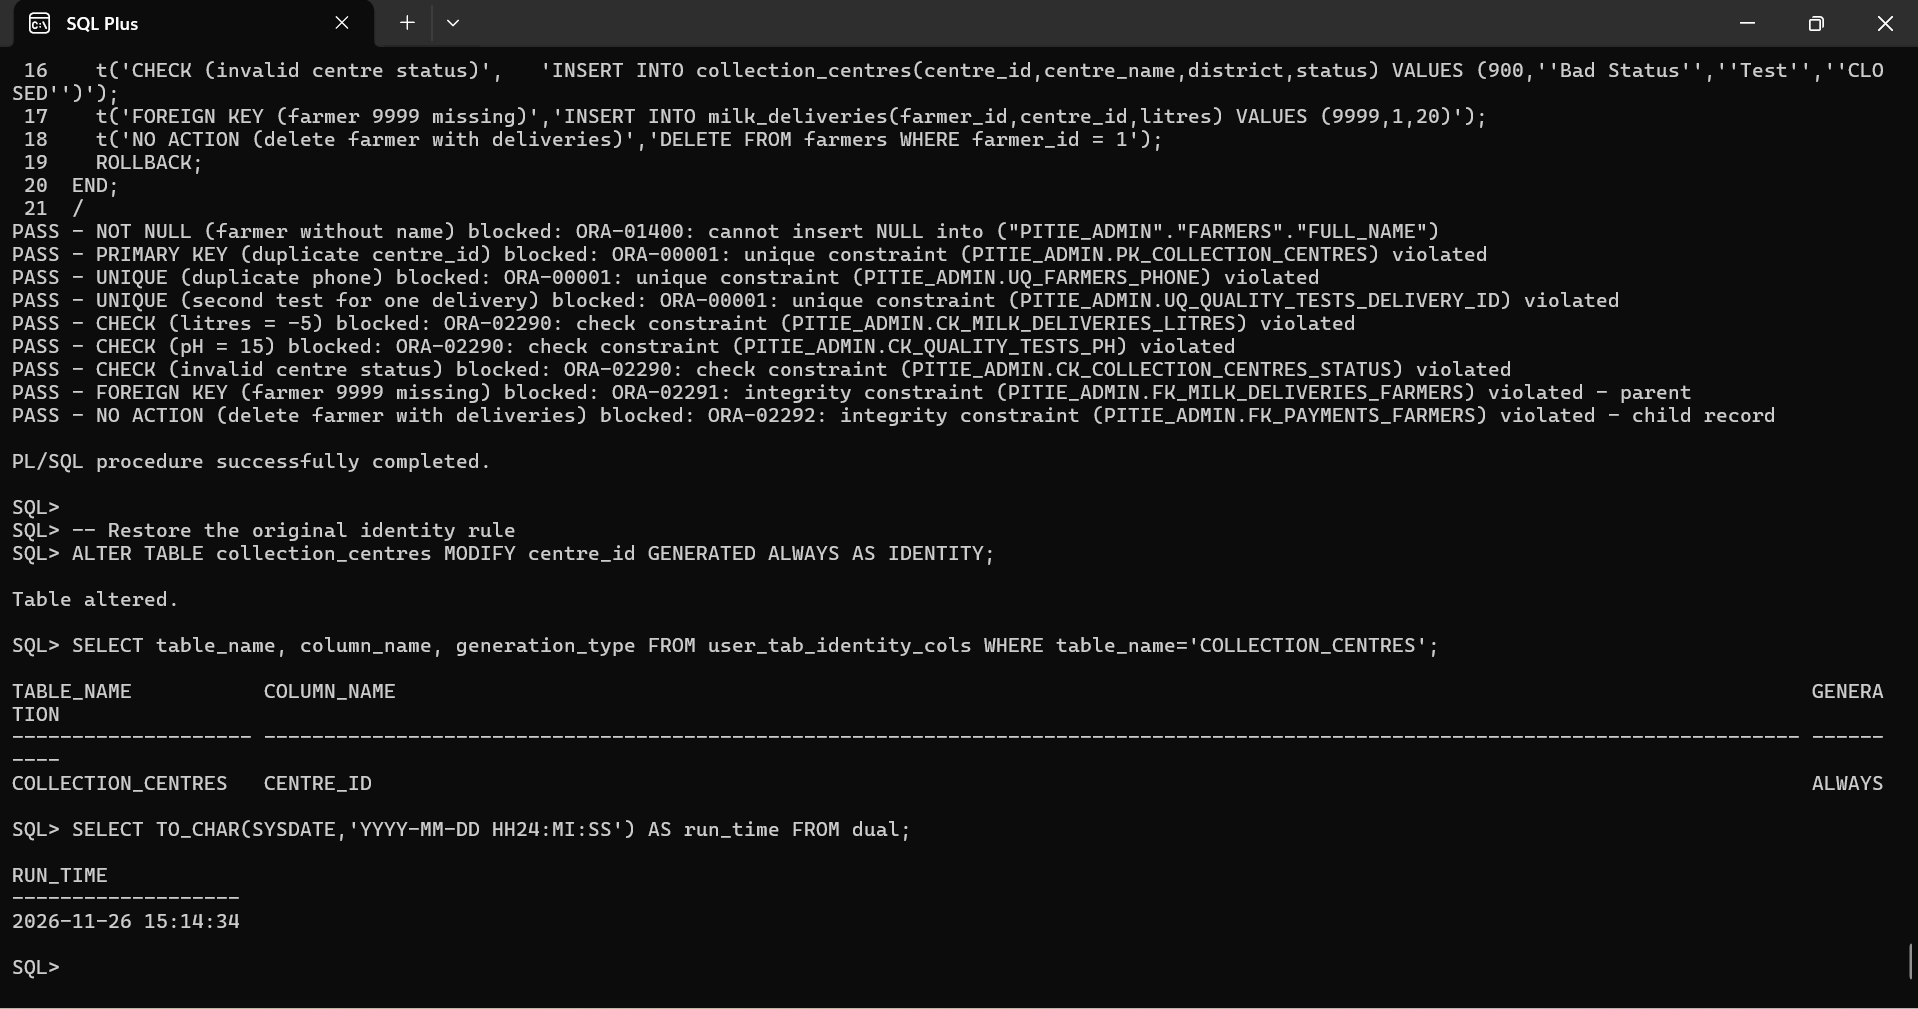 SQL Plus
16    t('CHECK (invalid centre status)',   'INSERT INTO collection_centres(centre_id,centre_name,district,status) VALUES (900,''Bad Status'',''Test'',''CLO
SED'')');
17    t('FOREIGN KEY (farmer 9999 missing)','INSERT INTO milk_deliveries(farmer_id,centre_id,litres) VALUES (9999,1,20)');
18    t('NO ACTION (delete farmer with deliveries)','DELETE FROM farmers WHERE farmer_id = 1');
19    ROLLBACK;
20  END;
21  /
PASS - NOT NULL (farmer without name) blocked: ORA-01400: cannot insert NULL into ("PITIE_ADMIN"."FARMERS"."FULL_NAME")
PASS - PRIMARY KEY (duplicate centre_id) blocked: ORA-00001: unique constraint (PITIE_ADMIN.PK_COLLECTION_CENTRES) violated
PASS - UNIQUE (duplicate phone) blocked: ORA-00001: unique constraint (PITIE_ADMIN.UQ_FARMERS_PHONE) violated
PASS - UNIQUE (second test for one delivery) blocked: ORA-00001: unique constraint (PITIE_ADMIN.UQ_QUALITY_TESTS_DELIVERY_ID) violated
PASS - CHECK (litres = -5) blocked: ORA-02290: check constraint (PITIE_ADMIN.CK_MILK_DELIVERIES_LITRES) violated
PASS - CHECK (pH = 15) blocked: ORA-02290: check constraint (PITIE_ADMIN.CK_QUALITY_TESTS_PH) violated
PASS - CHECK (invalid centre status) blocked: ORA-02290: check constraint (PITIE_ADMIN.CK_COLLECTION_CENTRES_STATUS) violated
PASS - FOREIGN KEY (farmer 9999 missing) blocked: ORA-02291: integrity constraint (PITIE_ADMIN.FK_MILK_DELIVERIES_FARMERS) violated - parent
PASS - NO ACTION (delete farmer with deliveries) blocked: ORA-02292: integrity constraint (PITIE_ADMIN.FK_PAYMENTS_FARMERS) violated - child record
PL/SQL procedure successfully completed.
SQL>
SQL> -- Restore the original identity rule
SQL> ALTER TABLE collection_centres MODIFY centre_id GENERATED ALWAYS AS IDENTITY;
Table altered.
SQL> SELECT table_name, column_name, generation_type FROM user_tab_identity_cols WHERE table_name='COLLECTION_CENTRES';
TABLE_NAME           COLUMN_NAME                                                                                                                      GENERA
TION
-------------------- -------------------------------------------------------------------------------------------------------------------------------- ------
----
COLLECTION_CENTRES   CENTRE_ID                                                                                                                        ALWAYS
SQL> SELECT TO_CHAR(SYSDATE,'YYYY-MM-DD HH24:MI:SS') AS run_time FROM dual;
RUN_TIME
-------------------
2026-11-26 15:14:34
SQL>